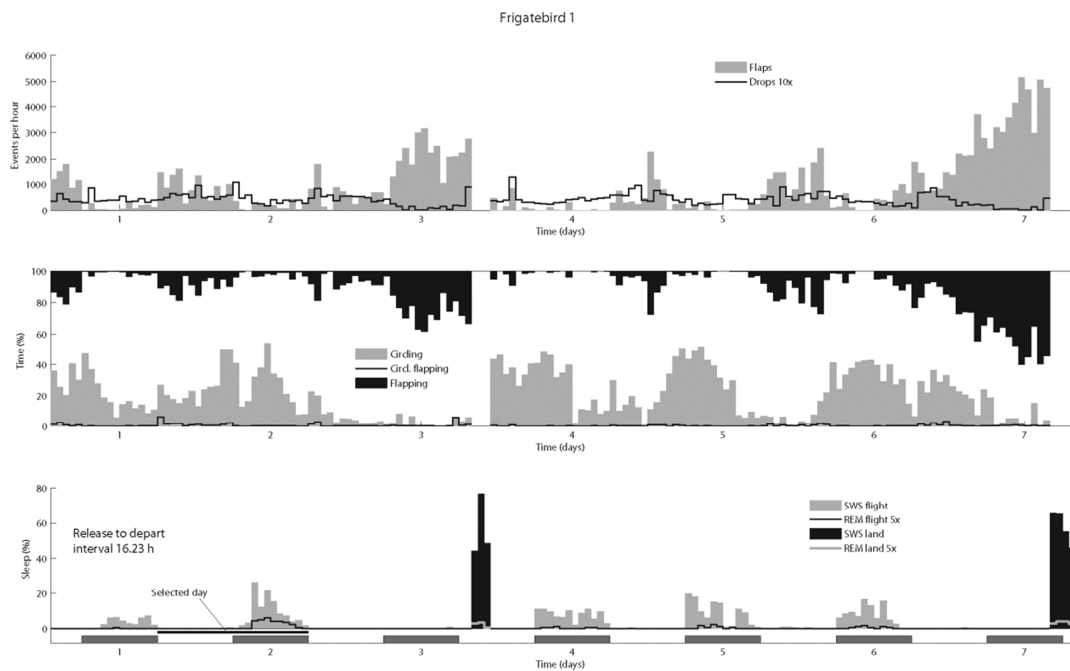 Frigatebird 1
6000
5000
4000
3000
2000
1000
0
Events per hour
Flaps
Drops 10x
1 2 3 4 5 6 7
Time (days)
100
80
60
40
20
0
Time (%)
Circling
Circl. flapping
Flapping
1 2 3 4 5 6 7
Time (days)
80
60
40
20
0
Sleep (%)
Release to depart
interval 16.23 h
Selected day
SWS flight
REM flight 5x
SWS land
REM land 5x
1 2 3 4 5 6 7
Time (days)